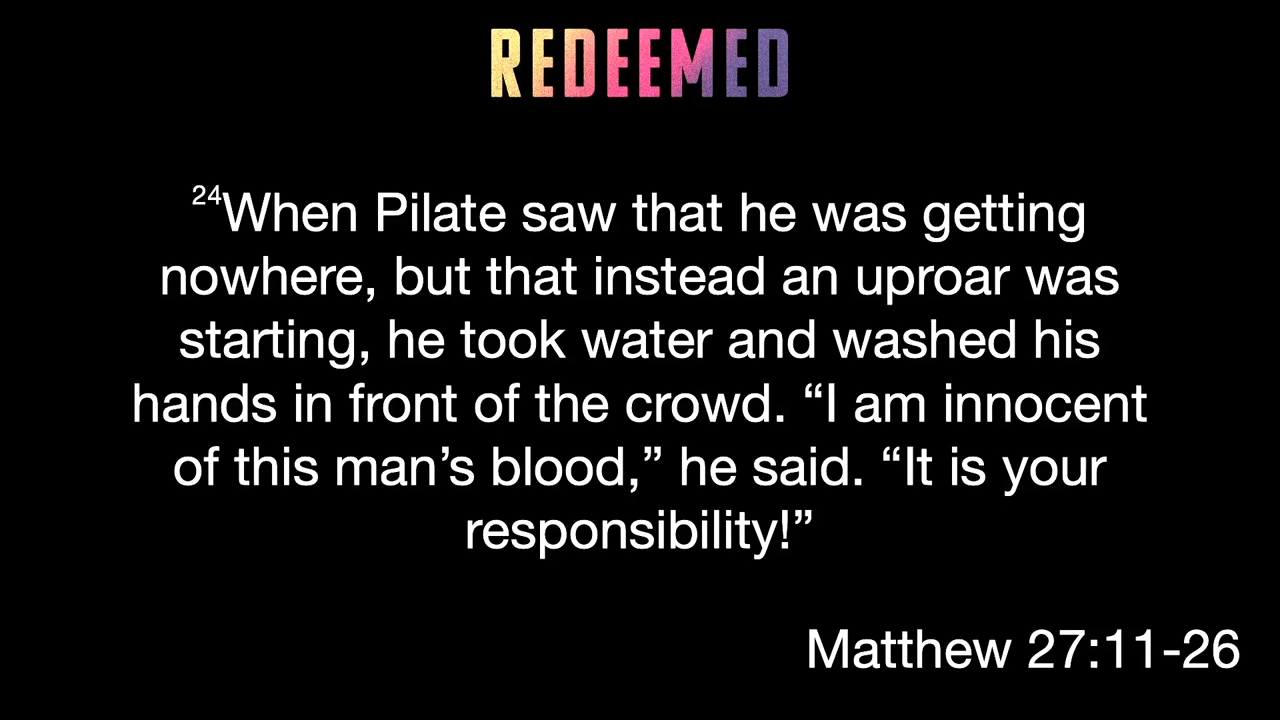 REDEEMED
24When Pilate saw that he was getting
nowhere, but that instead an uproar was
starting, he took water and washed his
hands in front of the crowd. “I am innocent
of this man’s blood,” he said. “It is your
responsibility!”
Matthew 27:11-26